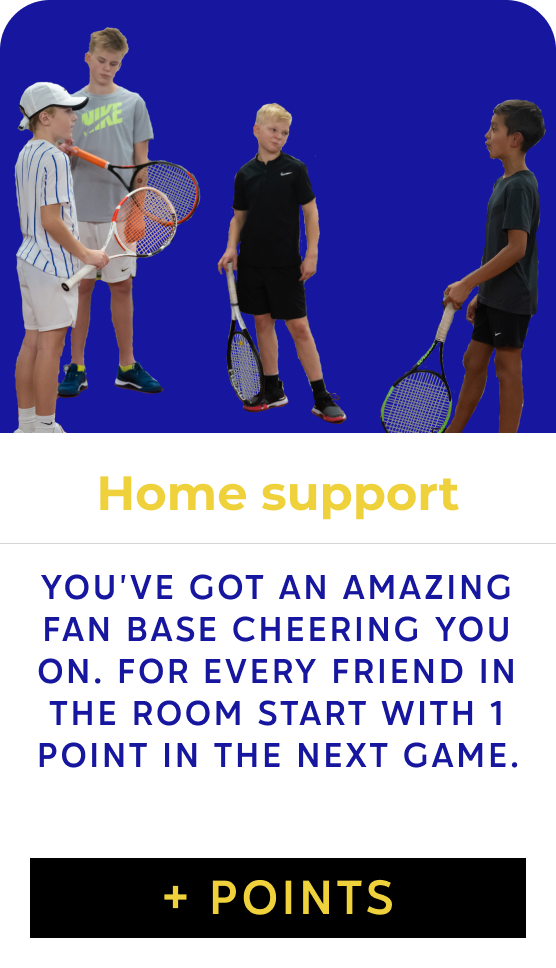 NIKE
Home support
YOU'VE GOT AN AMAZING
FAN BASE CHEERING YOU
ON. FOR EVERY FRIEND IN
THE ROOM START WITH 1
POINT IN THE NEXT GAME.
+ POINTS